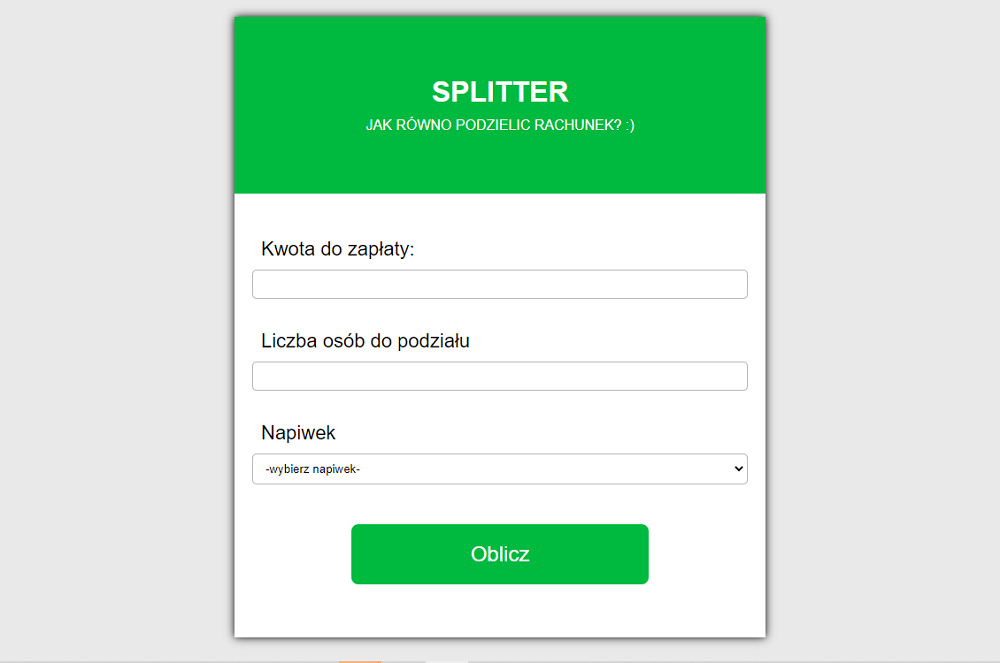 SPLITTER
JAK RÓWNO PODZIELIC RACHUNEK? :)
Kwota do zapłaty:
Liczba osób do podziału
Napiwek
-wybierz napiwek-
Oblicz